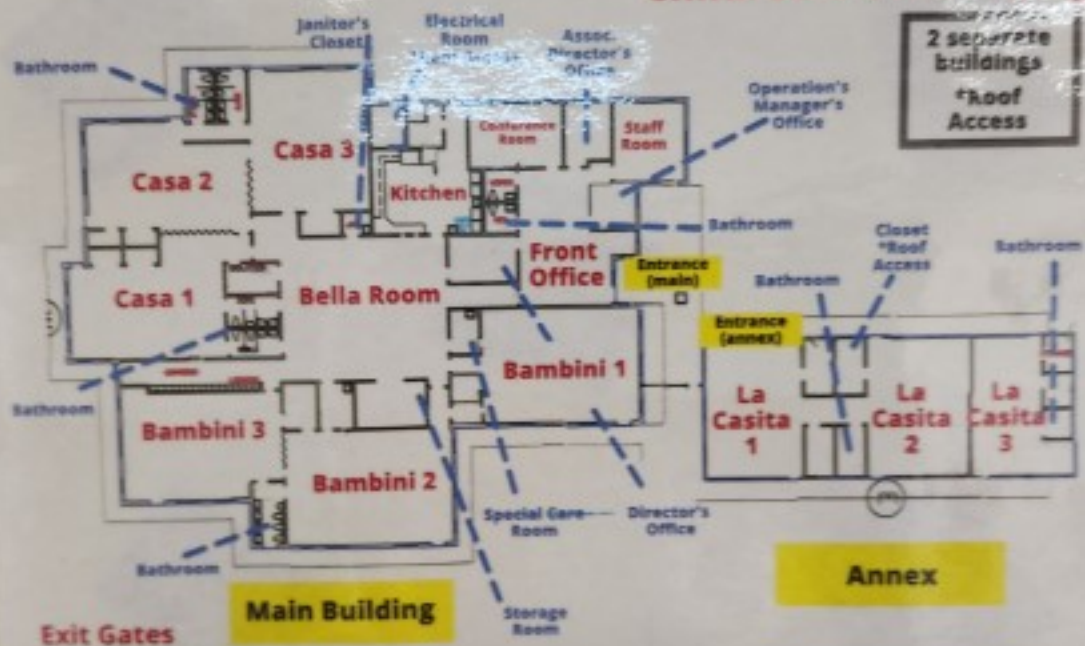 Janitor's
Closet
Electrical
Room
Assoc.
Director's
Office
2 separate
buildings
*Roof
Access
Bathroom
Operation's
Manager's
Office
Casa 3
Conference
Room
Staff
Room
Casa 2
Kitchen
Bathroom
Closet
*Roof
Access
Bathroom
Front
Office
Entrance
(main)
Bathroom
Casa 1
Bella Room
Entrance
(annex)
Bambini 1
Bathroom
La
Casita
1
La
Casita
2
La
Casita
3
Bambini 3
Bambini 2
Special Care
Room
Director's
Office
Bathroom
Storage
Room
Main Building
Annex
Exit Gates